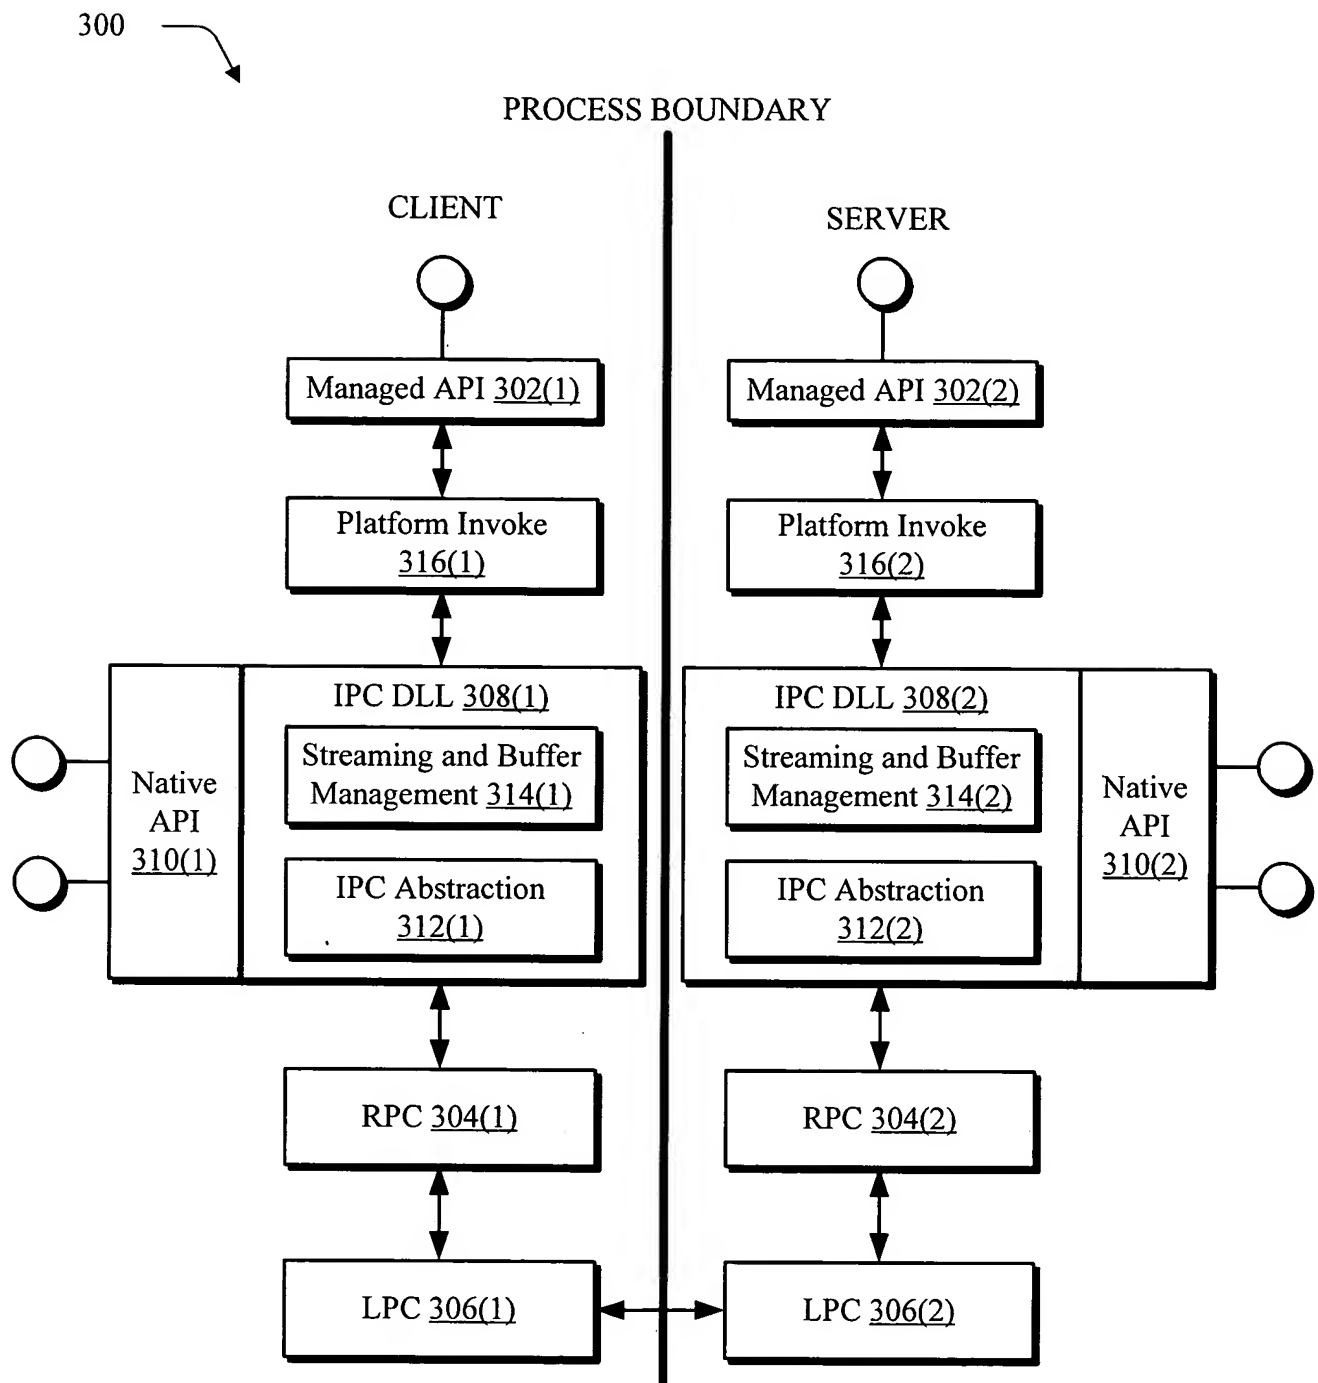 300
PROCESS BOUNDARY
CLIENT
SERVER
Managed API 302(1)
Managed API 302(2)
Platform Invoke
316(1)
Platform Invoke
316(2)
IPC DLL 308(1)
Streaming and Buffer
Management 314(1)
IPC Abstraction
312(1)
Native
API
310(1)
IPC DLL 308(2)
Streaming and Buffer
Management 314(2)
IPC Abstraction
312(2)
Native
API
310(2)
RPC 304(1)
RPC 304(2)
LPC 306(1)
LPC 306(2)